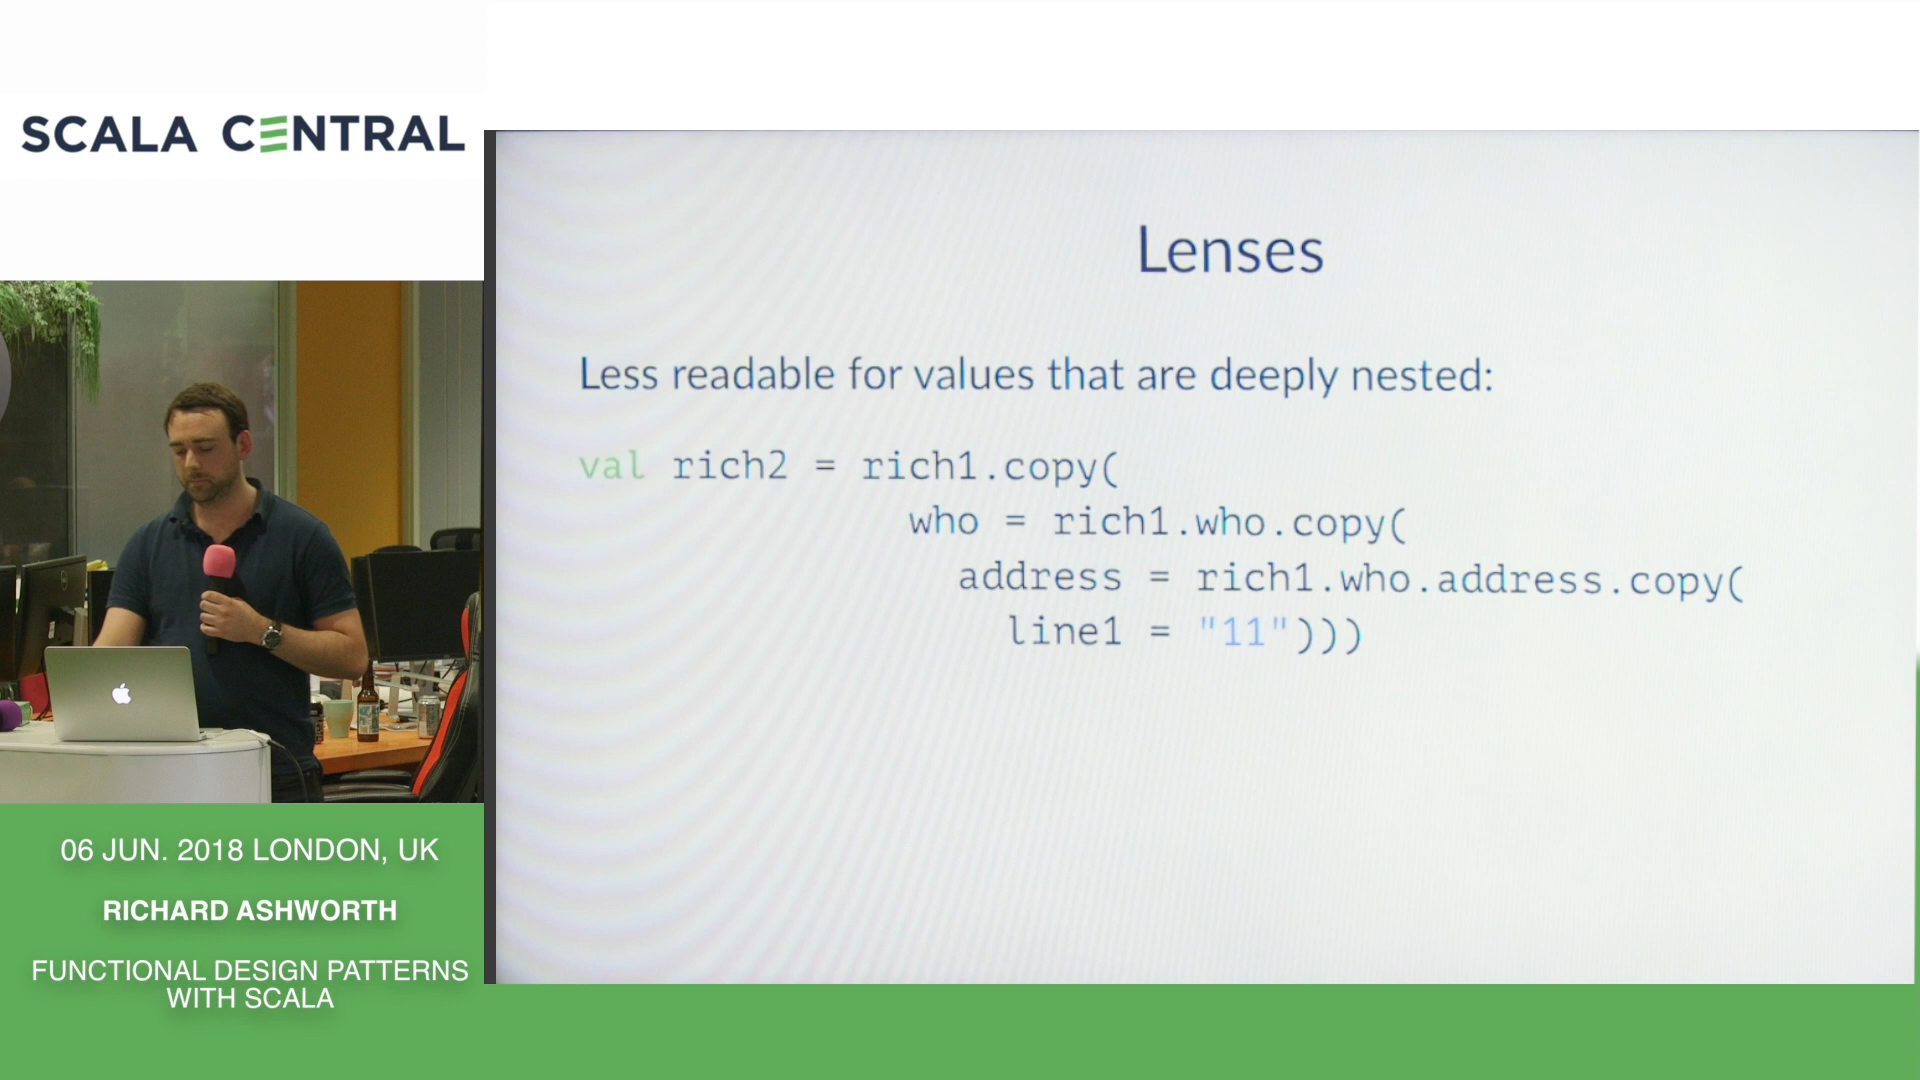 SCALA CENTRAL
Lenses
Less readable for values that are deeply nested:
val rich2 = rich1.copy(
who = rich1.who.copy(
address = rich1.who.address.copy(
line1 = "11")))
06 JUN. 2018 LONDON, UK
RICHARD ASHWORTH
FUNCTIONAL DESIGN PATTERNS
WITH SCALA